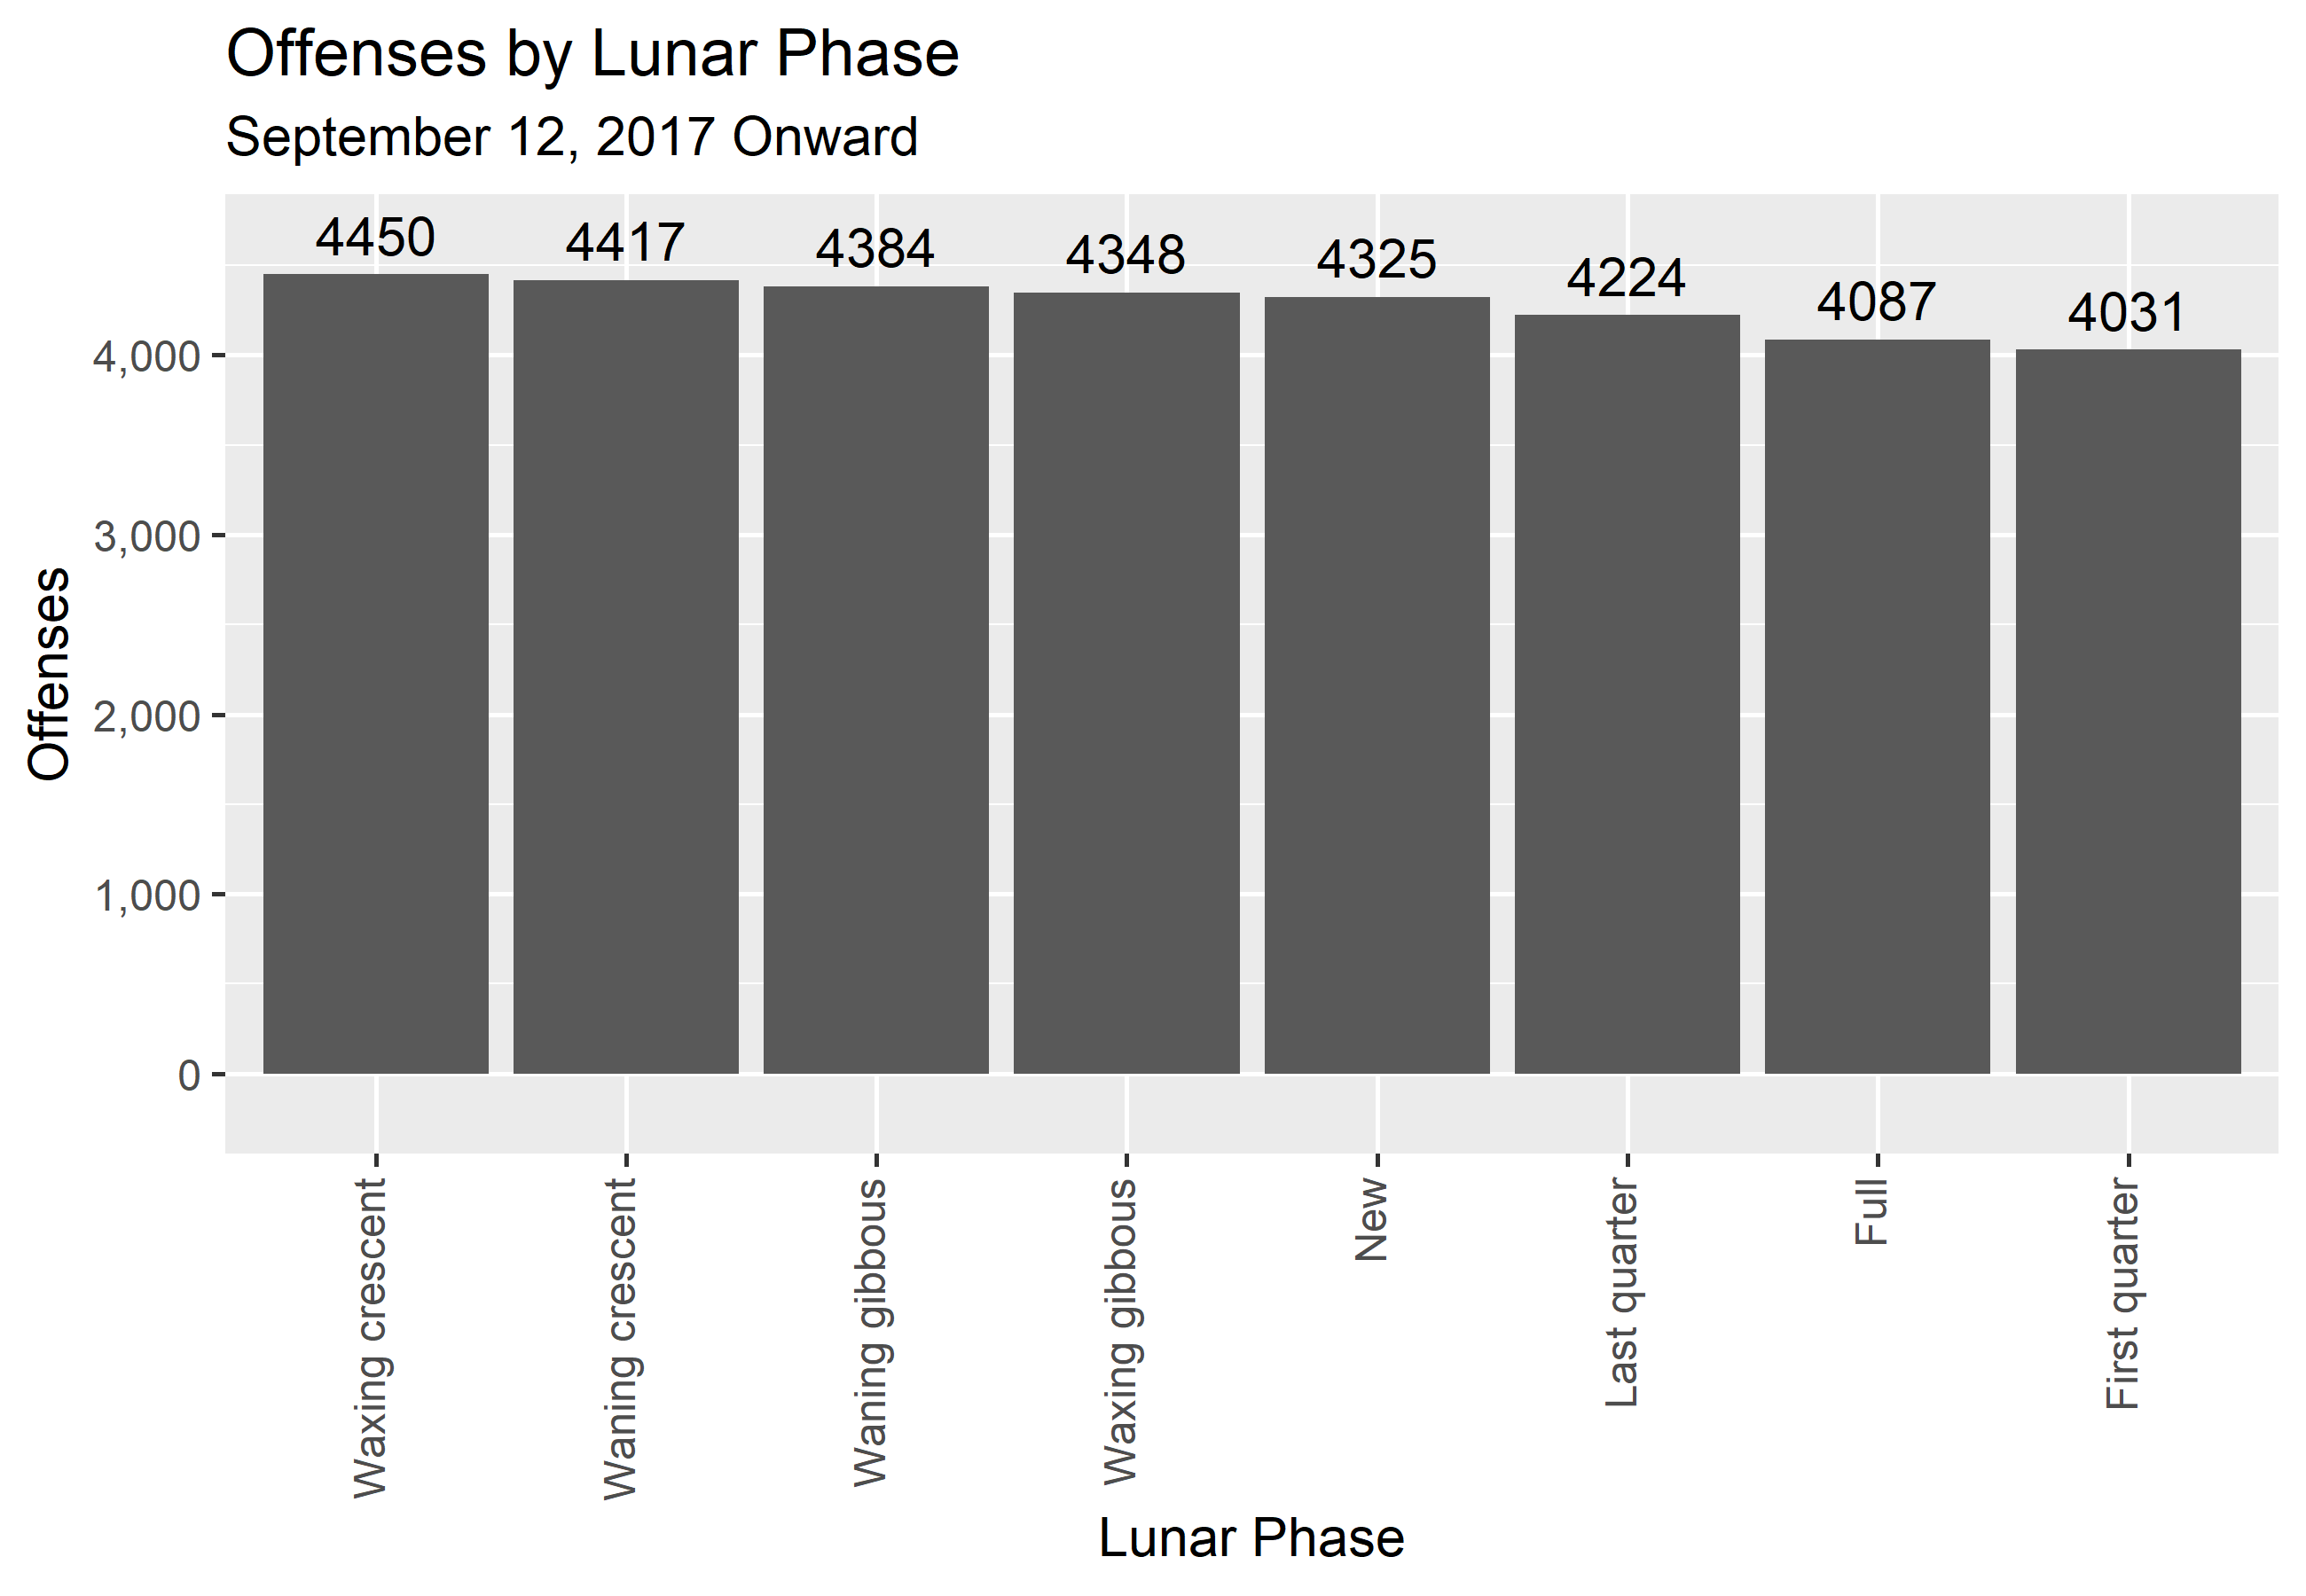 Offenses by Lunar Phase
September 12, 2017 Onward
4450 4417 4384 4348 4325 4224 4087 4031
4,000
3,000
2,000
1,000
0
Offenses
Waxing crescent
Waning crescent
Waning gibbous
Waxing gibbous
New
Last quarter
Full
First quarter
Lunar Phase